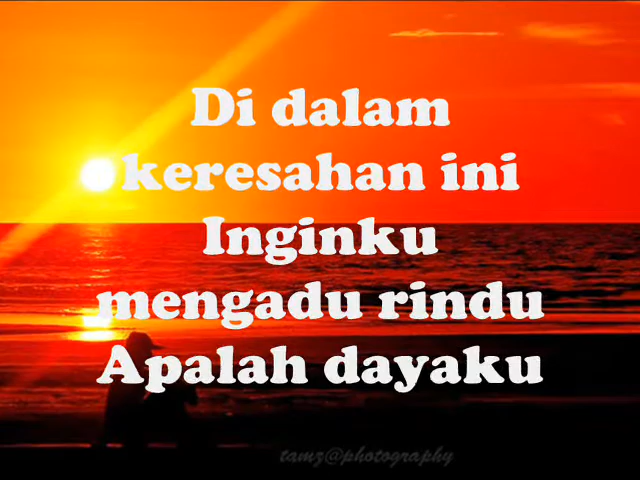 Di dalam
keresahan ini
Inginku
mengadu rindu
Apalah dayaku
tamz@photography